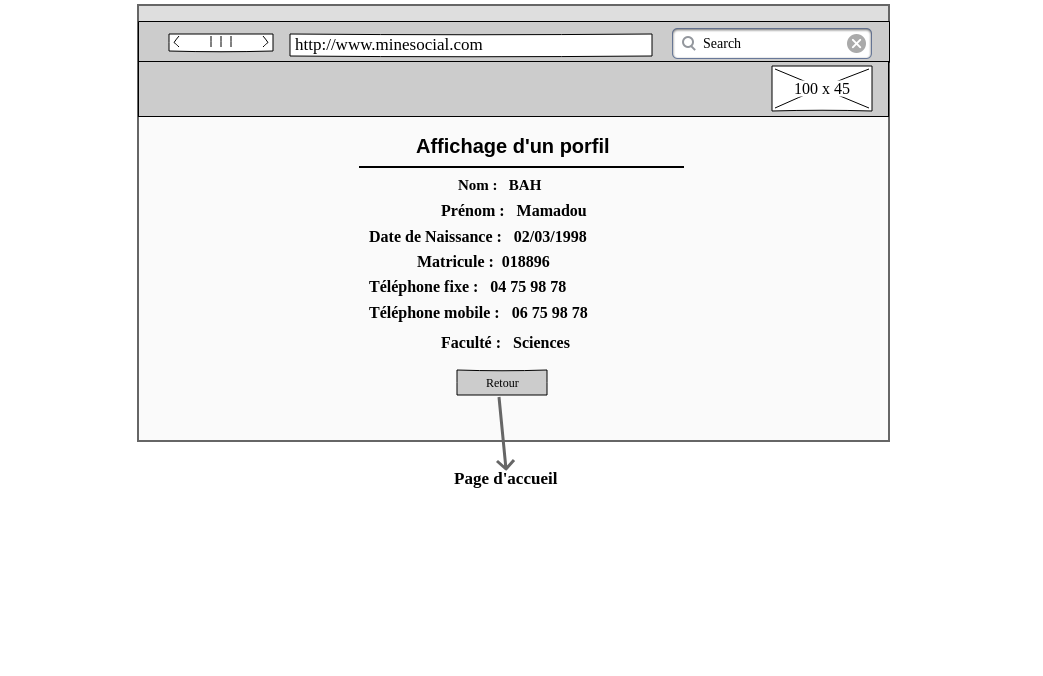 http://www.minesocial.com
Search
100 x 45
Affichage d'un porfil
Nom : BAH
Prénom : Mamadou
Date de Naissance : 02/03/1998
Matricule : 018896
Téléphone fixe : 04 75 98 78
Téléphone mobile : 06 75 98 78
Faculté : Sciences
Retour
Page d'accueil